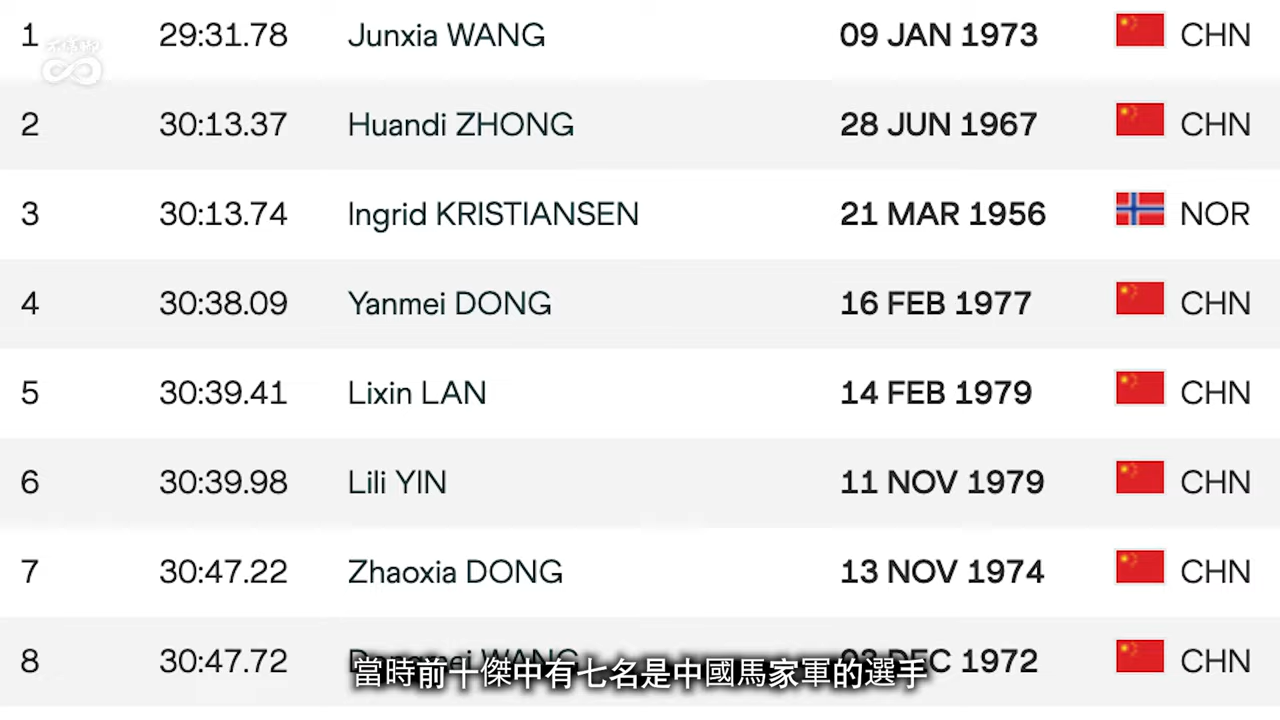 1 29:31.78 Junxia WANG 09 JAN 1973 CHN
2 30:13.37 Huandi ZHONG 28 JUN 1967 CHN
3 30:13.74 Ingrid KRISTIANSEN 21 MAR 1956 NOR
4 30:38.09 Yanmei DONG 16 FEB 1977 CHN
5 30:39.41 Lixin LAN 14 FEB 1979 CHN
6 30:39.98 Lili YIN 11 NOV 1979 CHN
7 30:47.22 Zhaoxia DONG 13 NOV 1974 CHN
8 30:47.72 WANG DEC 1972 CHN
當時前十傑中有七名是中國馬家軍的選手